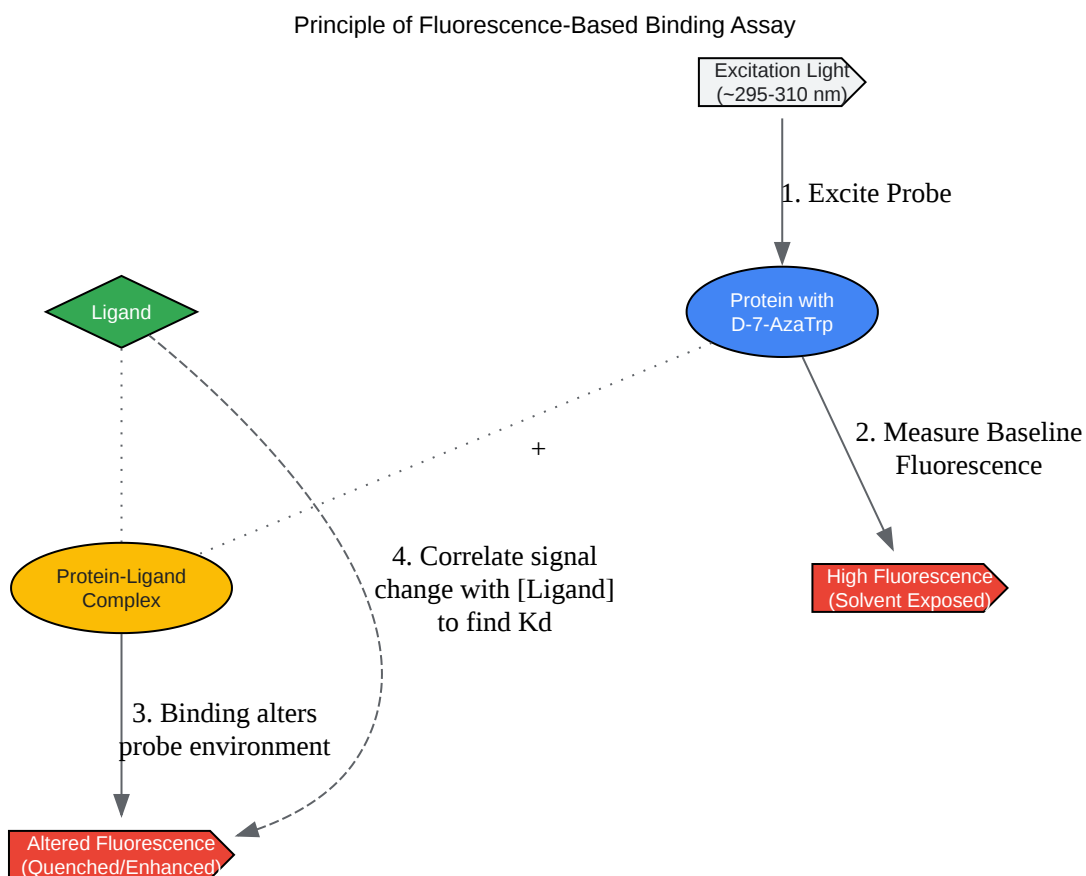 Principle of Fluorescence-Based Binding Assay
Excitation Light
(~295-310 nm)
1. Excite Probe
Ligand
Protein with
D-7-AzaTrp
2. Measure Baseline
Fluorescence
+
4. Correlate signal
change with [Ligand]
to find Kd
Protein-Ligand
Complex
High Fluorescence
(Solvent Exposed)
3. Binding alters
probe environment
Altered Fluorescence
(Quenched/Enhanced)